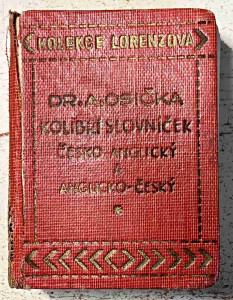 KOLEKCE LORENZOVA
DR. A. OSIČKA
KOLIBŘÍ SLOVNÍČEK
ČESKO-ANGLICKÝ
A
ANGLICKO-ČESKÝ